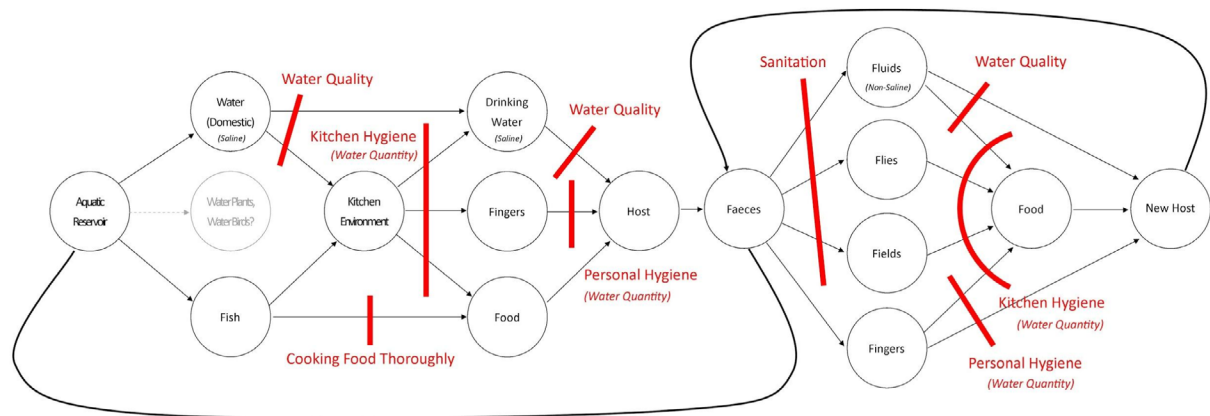 Water Quality
Water
(Domestic)
(Saline)
Kitchen Hygiene
(Water Quantity)
Drinking
Water
(Saline)
Water Quality
Aquatic
Reservoir
Water Plants,
Water Birds?
Kitchen
Environment
Fingers
Host
Personal Hygiene
(Water Quantity)
Fish
Food
Cooking Food Thoroughly
Faeces
Sanitation
Fluids
(Non-Saline)
Water Quality
Flies
Food
New Host
Fields
Kitchen Hygiene
(Water Quantity)
Fingers
Personal Hygiene
(Water Quantity)